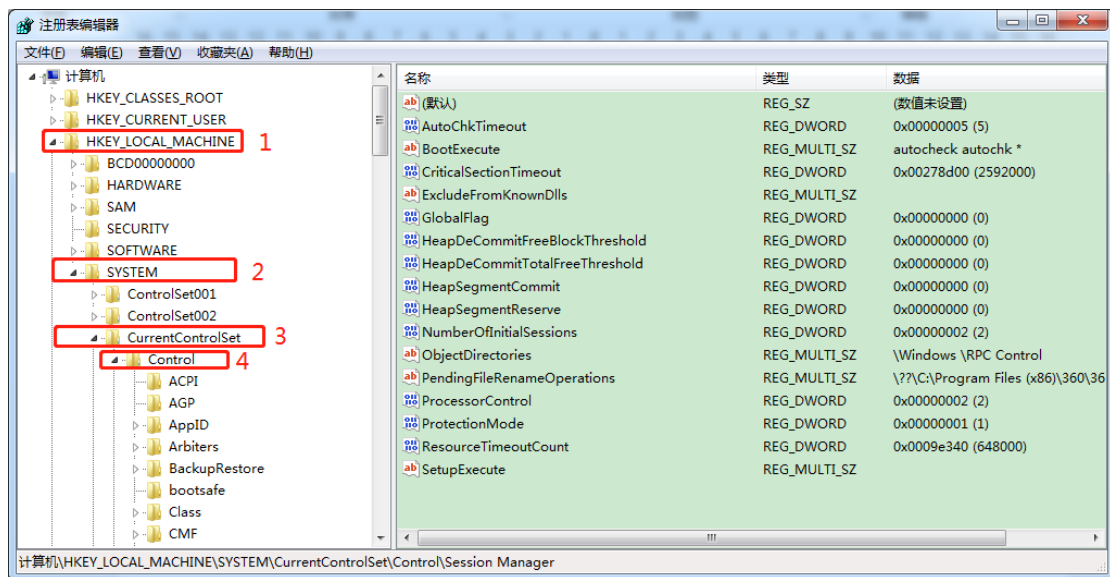 注册表编辑器
文件(F) 编辑(E) 查看(V) 收藏夹(A) 帮助(H)
计算机
HKEY_CLASSES_ROOT
HKEY_CURRENT_USER
HKEY_LOCAL_MACHINE 1
BCD00000000
HARDWARE
SAM
SECURITY
SOFTWARE
SYSTEM 2
ControlSet001
ControlSet002
CurrentControlSet 3
Control 4
ACPI
AGP
AppID
Arbiters
BackupRestore
bootsafe
Class
CMF
名称 类型 数据
(默认) REG_SZ (数值未设置)
AutoChkTimeout REG_DWORD 0x00000005 (5)
BootExecute REG_MULTI_SZ autocheck autochk *
CriticalSectionTimeout REG_DWORD 0x00278d00 (2592000)
ExcludeFromKnownDlls REG_MULTI_SZ
GlobalFlag REG_DWORD 0x00000000 (0)
HeapDeCommitFreeBlockThreshold REG_DWORD 0x00000000 (0)
HeapDeCommitTotalFreeThreshold REG_DWORD 0x00000000 (0)
HeapSegmentCommit REG_DWORD 0x00000000 (0)
HeapSegmentReserve REG_DWORD 0x00000000 (0)
NumberOfInitialSessions REG_DWORD 0x00000002 (2)
ObjectDirectories REG_MULTI_SZ \Windows \RPC Control
PendingFileRenameOperations REG_MULTI_SZ \??\C:\Program Files (x86)\360\36
ProcessorControl REG_DWORD 0x00000002 (2)
ProtectionMode REG_DWORD 0x00000001 (1)
ResourceTimeoutCount REG_DWORD 0x0009e340 (648000)
SetupExecute REG_MULTI_SZ
计算机\HKEY_LOCAL_MACHINE\SYSTEM\CurrentControlSet\Control\Session Manager